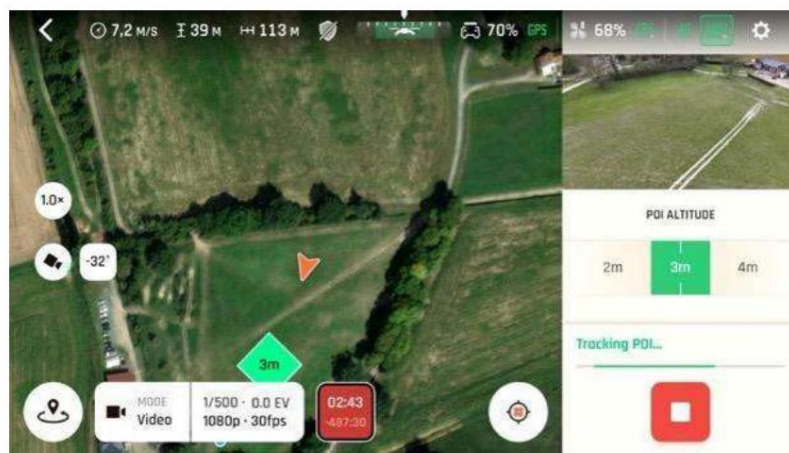 7,2 M/S
39 M
113 M
70% GPS
68%
1.0×
-32°
3m
MODE
Video
1/500 · 0.0 EV
1080p · 30fps
02:43
-487:30
POI ALTITUDE
2m
3m
4m
Tracking POI...